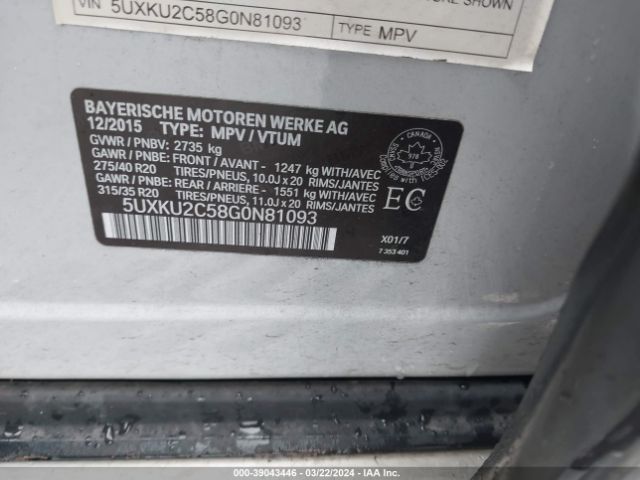 SHOWN
VIN 5UXKU2C58G0N81093 TYPE MPV
BAYERISCHE MOTOREN WERKE AG
12/2015 TYPE: MPV / VTUM
GVWR / PNBV: 2735 kg
GAWR / PNBE: FRONT / AVANT - 1247 kg WITH/AVEC
275/40 R20 TIRES/PNEUS, 10.0J x 20 RIMS/JANTES
GAWR / PNBE: REAR / ARRIERE - 1551 kg WITH/AVEC
315/35 R20 TIRES/PNEUS, 11.0J x 20 RIMS/JANTES
5UXKU2C58G0N81093
CANADA
978
EC
X01/7
7 353 401
000-39043446 - 03/22/2024 - IAA Inc.